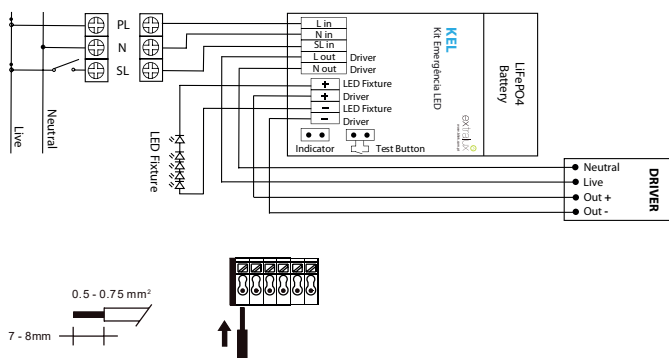 PL
N
SL
Live
Neutral
LED Fixture
L in
N in
SL in
L out Driver
N out Driver
+ LED Fixture
+ Driver
– LED Fixture
– Driver
Indicator
Test Button
KEL
Kit Emergência LED
extralux
LiFePO4
Battery
Neutral
Live
Out +
Out -
DRIVER
0.5 - 0.75 mm²
7 - 8mm